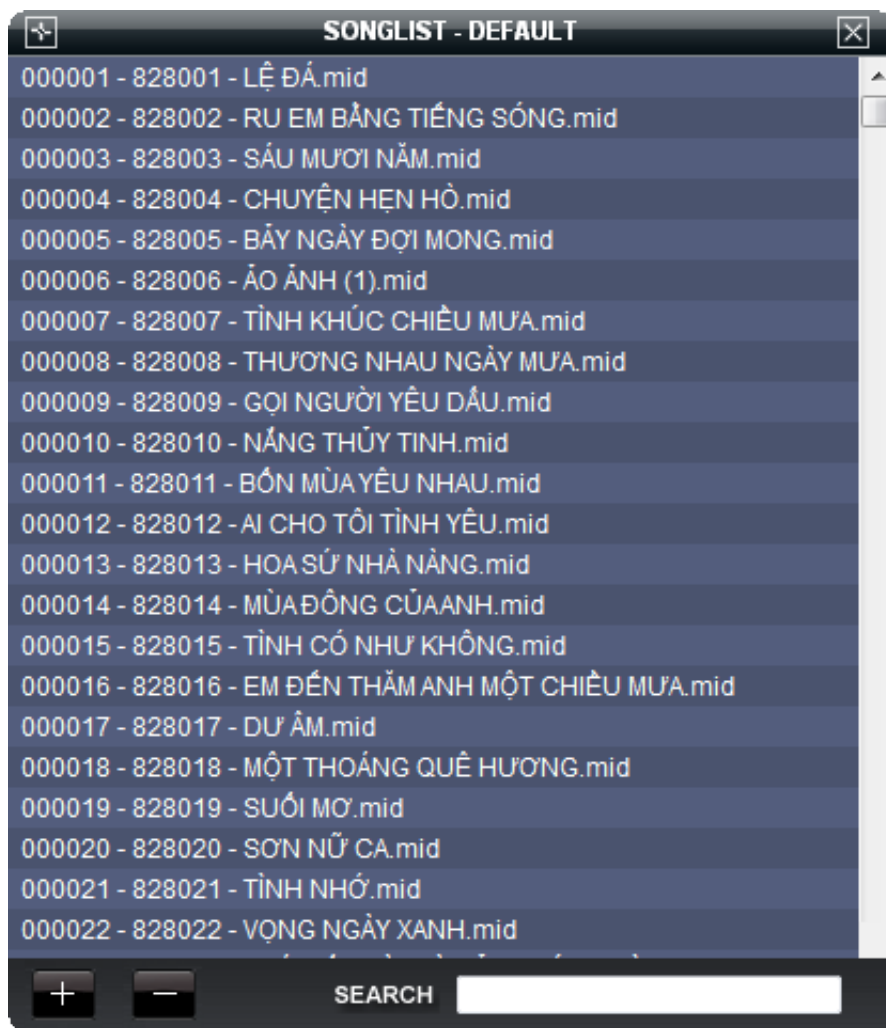 SONGLIST - DEFAULT
000001 - 828001 - LỆ ĐÁ.mid
000002 - 828002 - RU EM BẰNG TIẾNG SÓNG.mid
000003 - 828003 - SÁU MƯƠI NĂM.mid
000004 - 828004 - CHUYỆN HẸN HÒ.mid
000005 - 828005 - BẢY NGÀY ĐỢI MONG.mid
000006 - 828006 - ẢO ẢNH (1).mid
000007 - 828007 - TÌNH KHÚC CHIỀU MƯA.mid
000008 - 828008 - THƯƠNG NHAU NGÀY MƯA.mid
000009 - 828009 - GỌI NGƯỜI YÊU DẤU.mid
000010 - 828010 - NẮNG THỦY TINH.mid
000011 - 828011 - BỐN MÙA YÊU NHAU.mid
000012 - 828012 - AI CHO TÔI TÌNH YÊU.mid
000013 - 828013 - HOA SỨ NHÀ NÀNG.mid
000014 - 828014 - MÙA ĐÔNG CỦA ANH.mid
000015 - 828015 - TÌNH CÓ NHƯ KHÔNG.mid
000016 - 828016 - EM ĐẾN THĂM ANH MỘT CHIỀU MƯA.mid
000017 - 828017 - DƯ ÂM.mid
000018 - 828018 - MỘT THOÁNG QUÊ HƯƠNG.mid
000019 - 828019 - SUỐI MƠ.mid
000020 - 828020 - SƠN NỮ CA.mid
000021 - 828021 - TÌNH NHỚ.mid
000022 - 828022 - VỌNG NGÀY XANH.mid
SEARCH